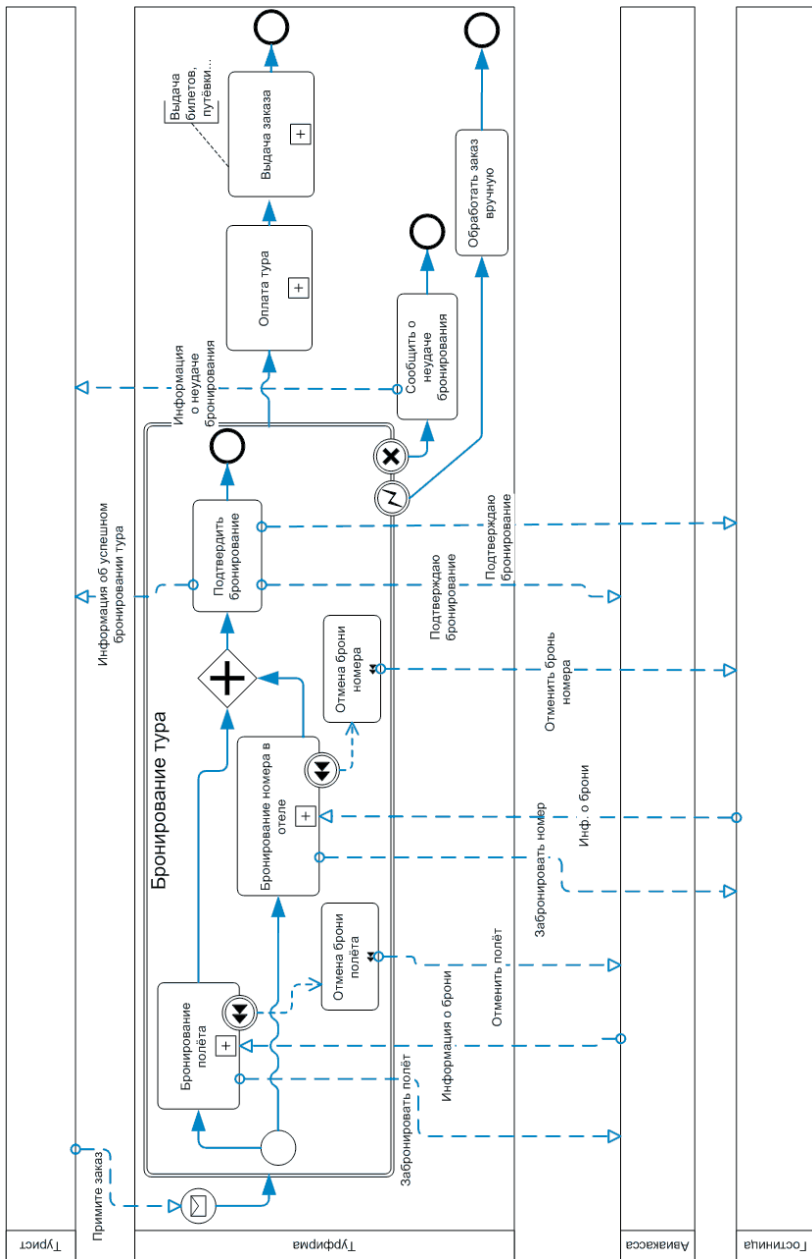 Турист
Примите заказ
Информация об успешном
бронировании тура
Информация
о неудаче
бронирования
Турфирма
Бронирование тура
Бронирование
полёта
Отмена брони
полёта
Бронирование номера в
отеле
Отмена брони
номера
Подтвердить
бронирование
Оплата тура
Выдача заказа
Выдача
билетов,
путёвки...
Сообщить о
неудаче
бронирования
Обработать заказ
вручную
Забронировать полёт
Информация о брони
Отменить полёт
Забронировать номер
Инф. о брони
Отменить бронь
номера
Подтверждаю
бронирование
Подтверждаю
бронирование
Авиакасса
Гостиница